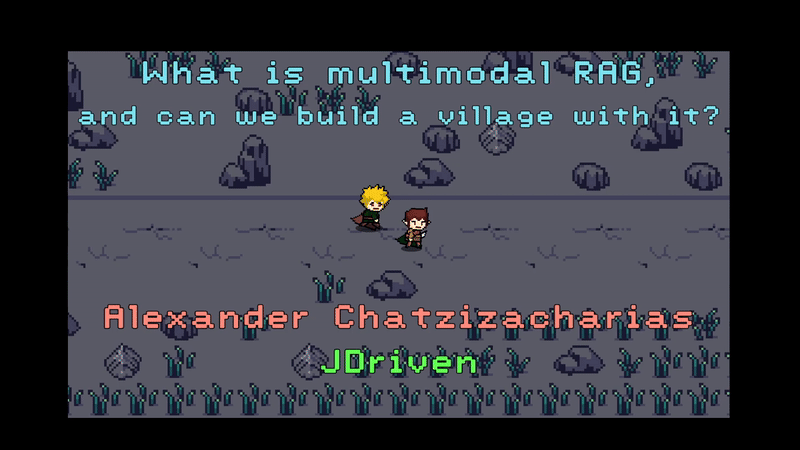 What is multimodal RAG,
and can we build a village with it?
Alexander Chatzizacharias
JDriven